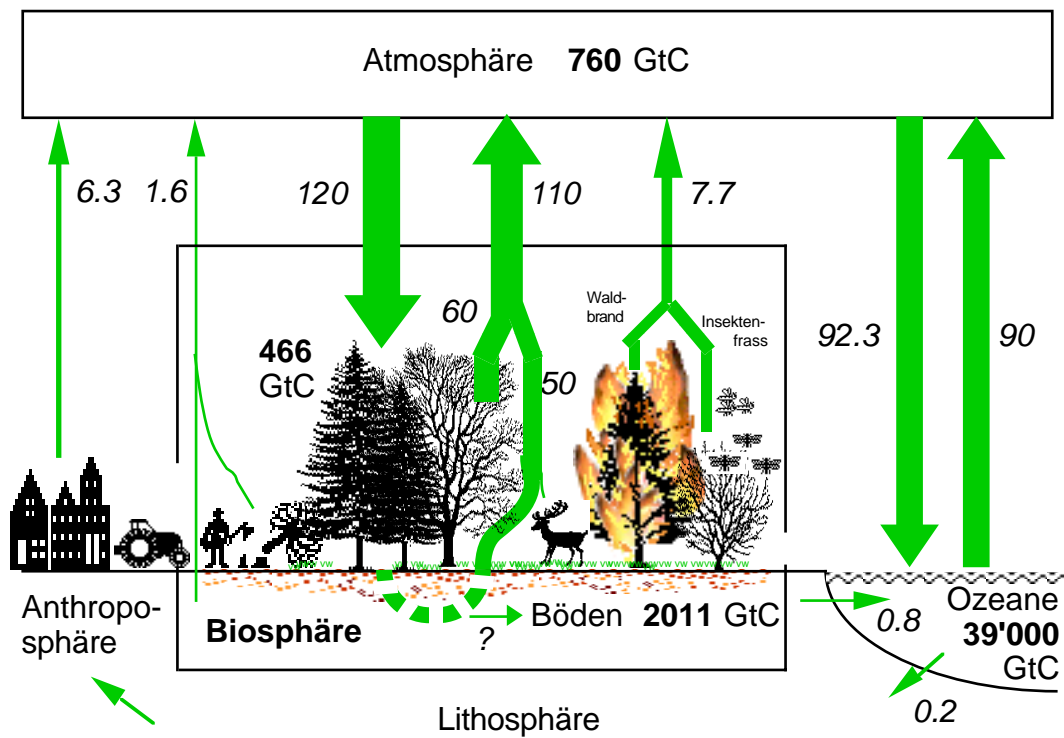 Atmosphäre 760 GtC
6.3
1.6
120
110
7.7
92.3
90
60
50
466
GtC
Wald-
brand
Insekten-
frass
Anthropo-
sphäre
Biosphäre
?
Böden 2011 GtC
0.8
Ozeane
39'000
GtC
0.2
Lithosphäre